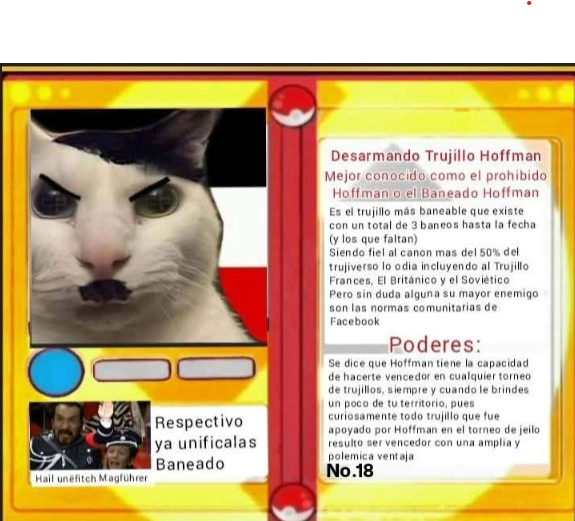 Desarmando Trujillo Hoffman
Mejor conocido como el prohibido
Hoffman o el Baneado Hoffman
Es el trujillo más baneable que existe
con un total de 3 baneos hasta la fecha
(y los que faltan)
Siendo fiel al canon mas del 50% del
trujiverso lo odia incluyendo al Trujillo
Frances, El Británico y el Soviético
Pero sin duda alguna su mayor enemigo
son las normas comunitarias de
Facebook
Poderes:
Se dice que Hoffman tiene la capacidad
de hacerte vencedor en cualquier torneo
de trujillos, siempre y cuando le brindes
un poco de tu territorio, pues
curiosamente todo trujillo que fue
apoyado por Hoffman en el torneo de jeilo
resulto ser vencedor con una amplia y
polemica ventaja
No.18
Respectivo
ya unificalas
Baneado
Hail unefitch Magführer